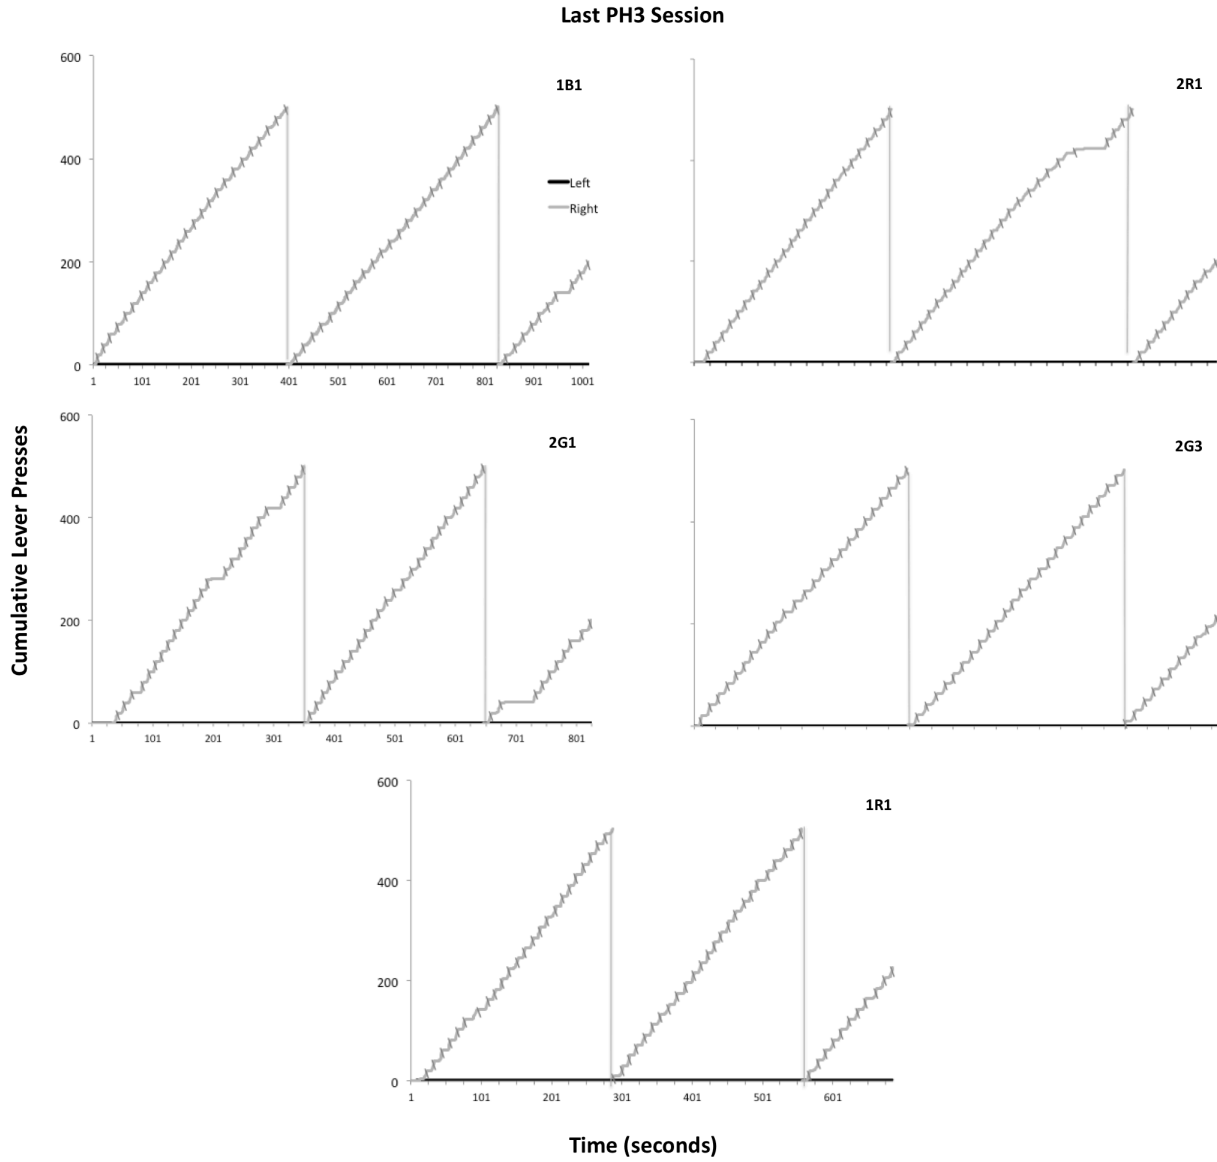 Last PH3 Session
600
400
200
0
1B1
Left
Right
1 101 201 301 401 501 601 701 801 901 1001
2R1
Cumulative Lever Presses
600
400
200
0
2G1
1 101 201 301 401 501 601 701 801
2G3
600
400
200
0
1R1
1 101 201 301 401 501 601
Time (seconds)